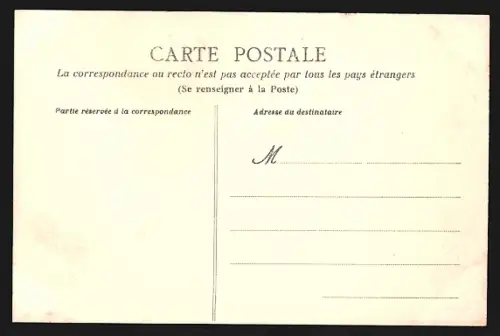 CARTE POSTALE
La correspondance au recto n'est pas acceptée par tous les pays étrangers
(Se renseigner à la Poste)
Partie réservée à la correspondance
Adresse du destinataire
M